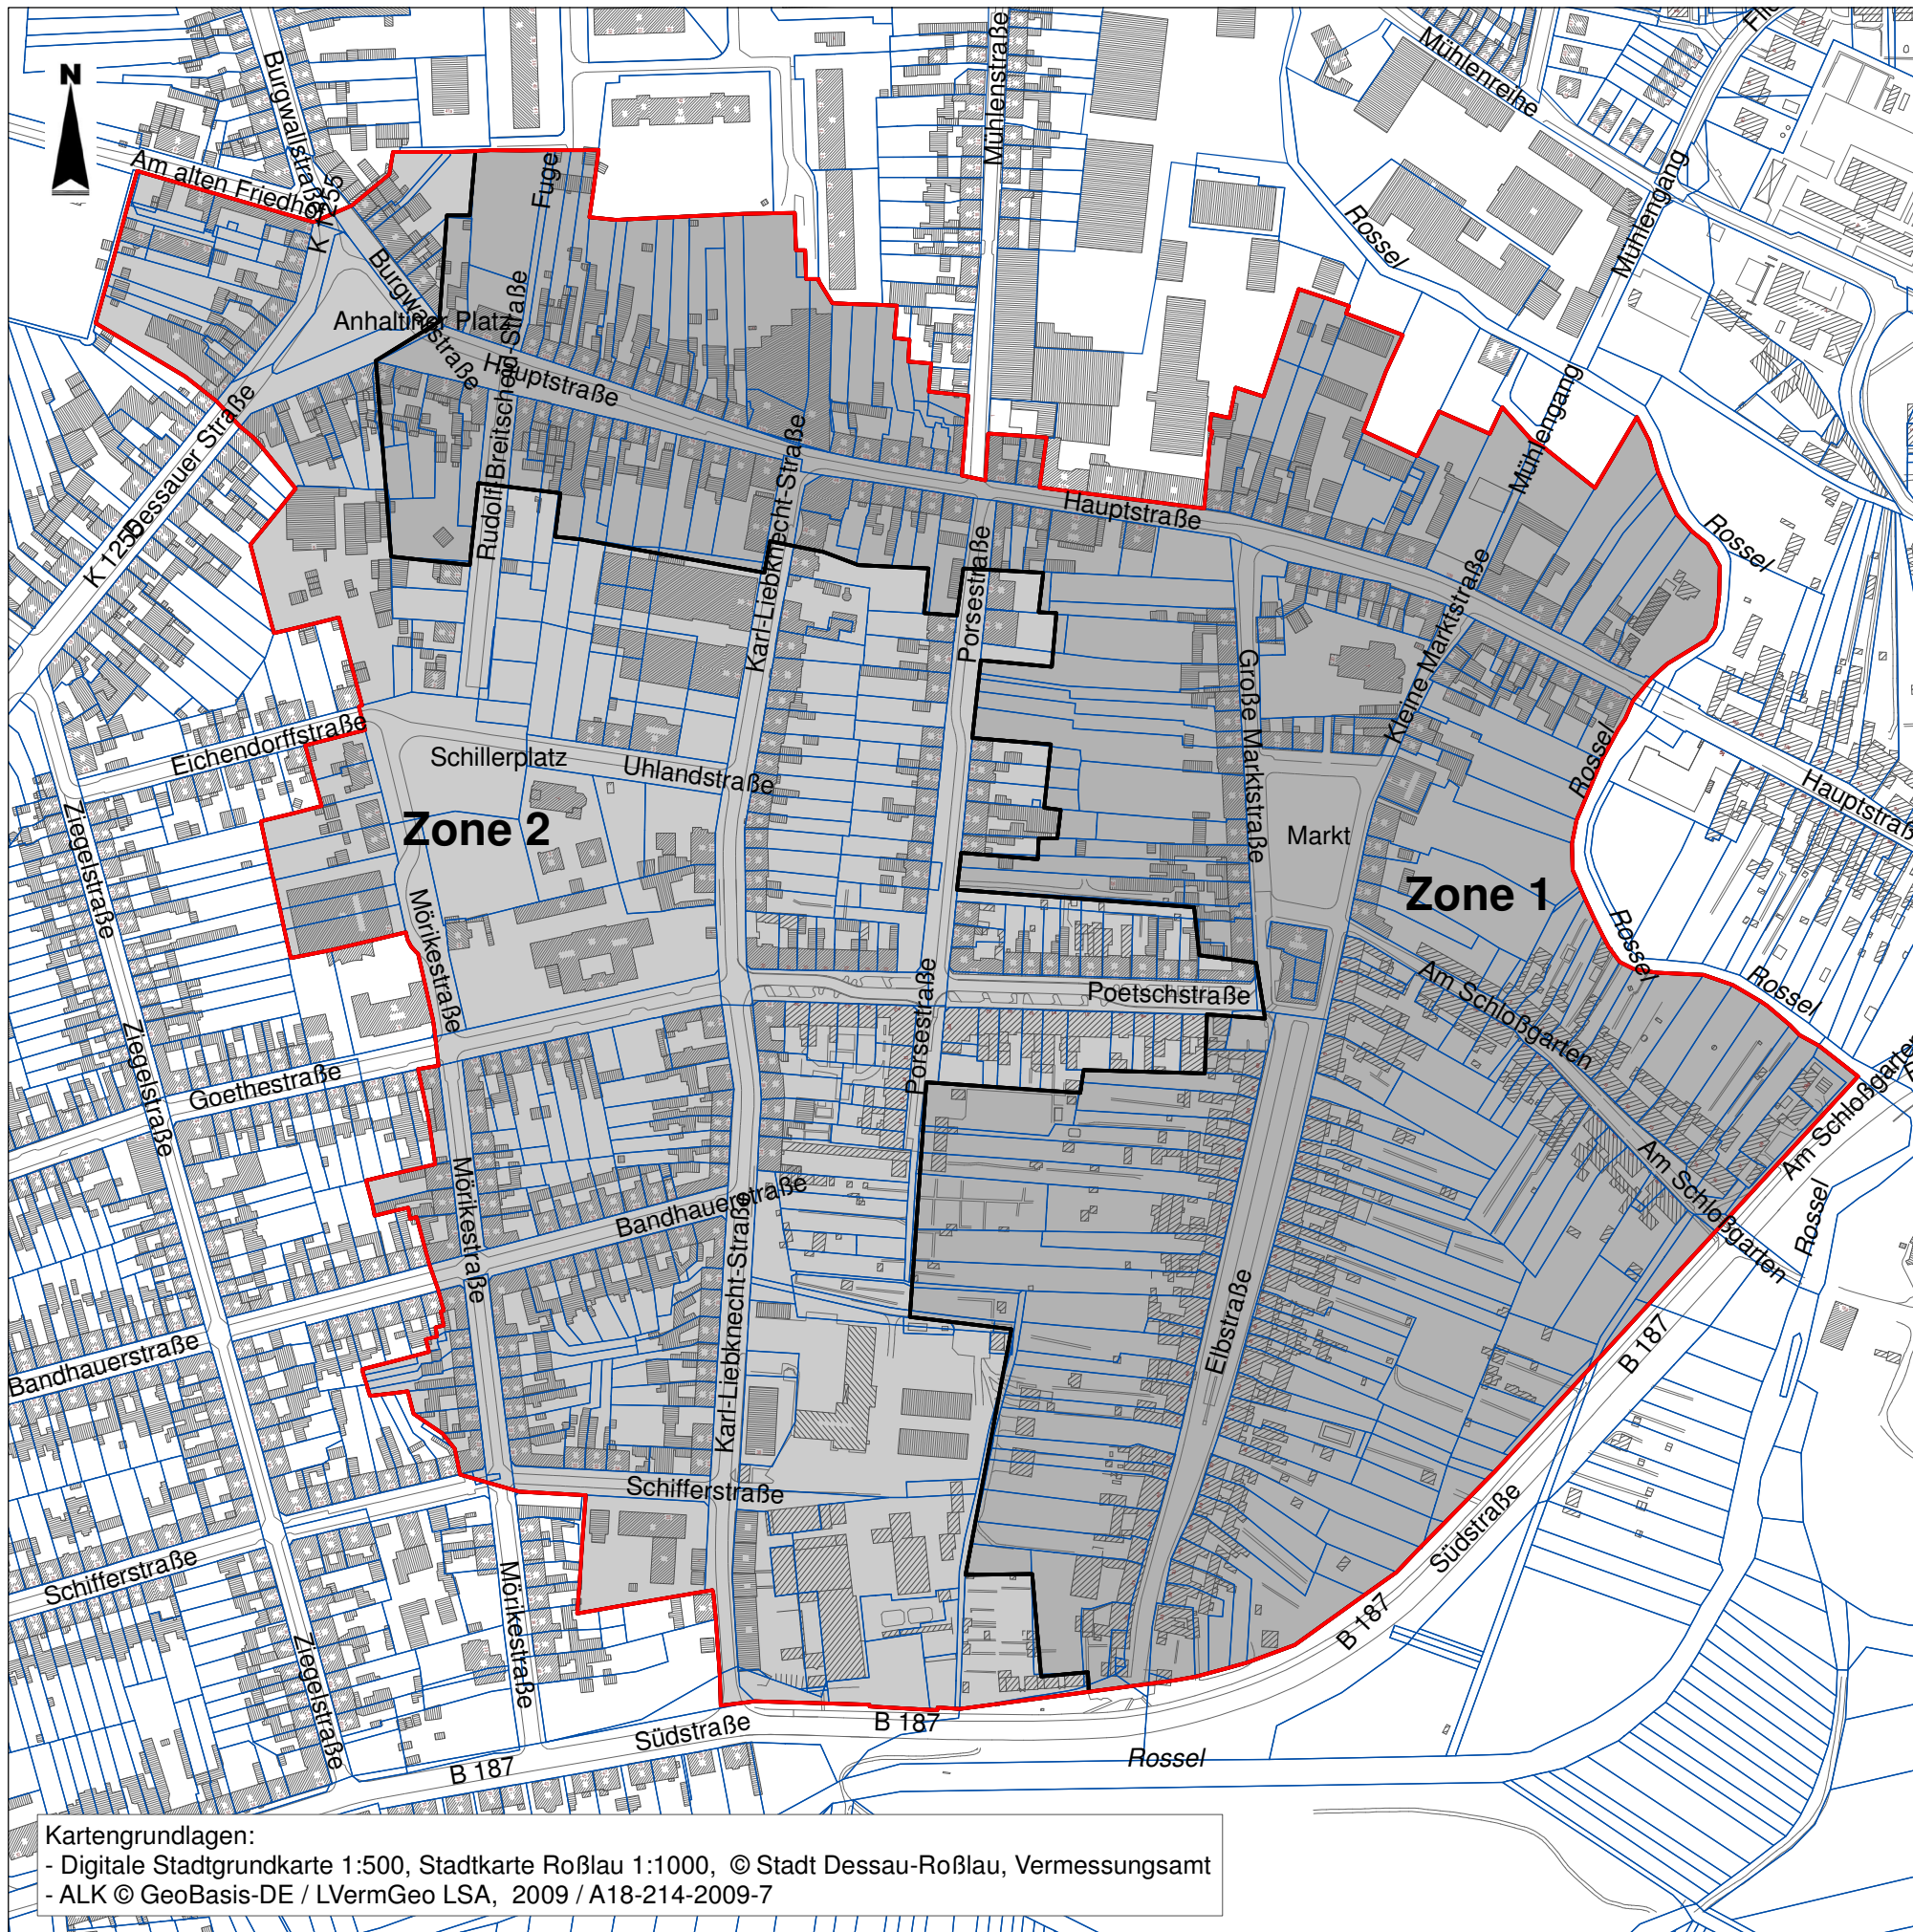 N
Burgwallstraße
Mühlenstraße
Mühlenreihe
Am alten Friedhof
K 1255
Fuge
Mühlengang
Rossel
Burgwallstraße
Anhaltiner Platz
Rudolf-Breitscheid-Straße
Hauptstraße
Mühlengang
Dessauer Straße
K 1255
Karl-Liebknecht-Straße
Hauptstraße
Rossel
Porsestraße
Große Marktstraße
Kleine Marktstraße
Rossel
Eichendorffstraße
Schillerplatz
Uhlandstraße
Hauptstraß
Ziegelstraße
Zone 2
Markt
Zone 1
Mörikestraße
Rossel
Am Schloßgarten
Rossel
Poetschstraße
Porsestraße
Ziegelstraße
Goethestraße
Am Schloßgarten
Am Schloßgarten
Rossel
Mörikestraße
Bandhauerstraße
Karl-Liebknecht-Straße
Elbstraße
B 187
Bandhauerstraße
Schifferstraße
Südstraße
Schifferstraße
Mörikestraße
B 187
Ziegelstraße
Südstraße
B 187
Rossel
B 187
Kartengrundlagen:
- Digitale Stadtgrundkarte 1:500, Stadtkarte Roßlau 1:1000, © Stadt Dessau-Roßlau, Vermessungsamt
- ALK © GeoBasis-DE / LVermGeo LSA, 2009 / A18-214-2009-7